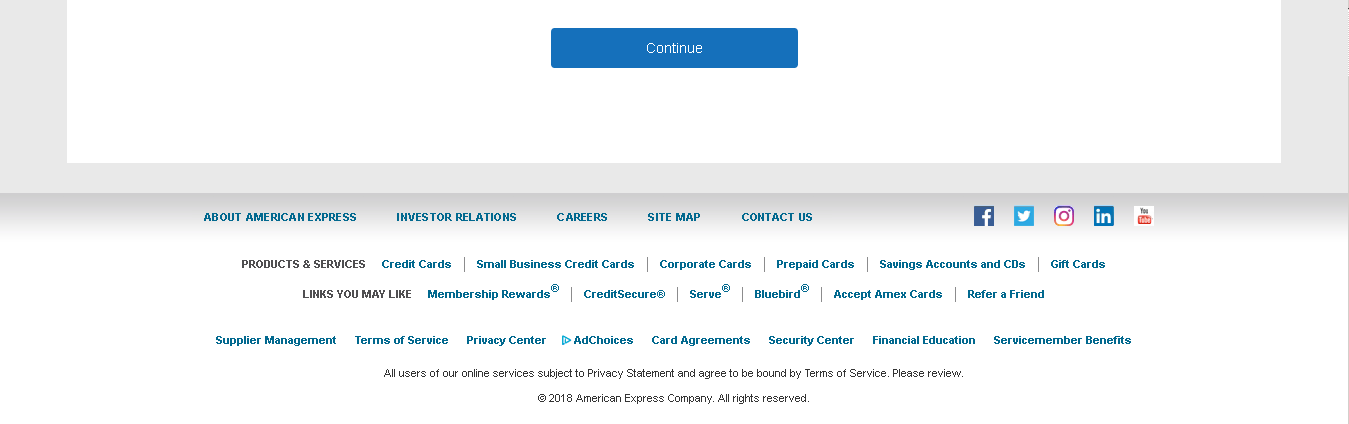 Continue
ABOUT AMERICAN EXPRESS INVESTOR RELATIONS CAREERS SITE MAP CONTACT US
PRODUCTS & SERVICES Credit Cards Small Business Credit Cards Corporate Cards Prepaid Cards Savings Accounts and CDs Gift Cards
LINKS YOU MAY LIKE Membership Rewards® CreditSecure® Serve® Bluebird® Accept Amex Cards Refer a Friend
Supplier Management Terms of Service Privacy Center AdChoices Card Agreements Security Center Financial Education Servicemember Benefits
All users of our online services subject to Privacy Statement and agree to be bound by Terms of Service. Please review.
© 2018 American Express Company. All rights reserved.